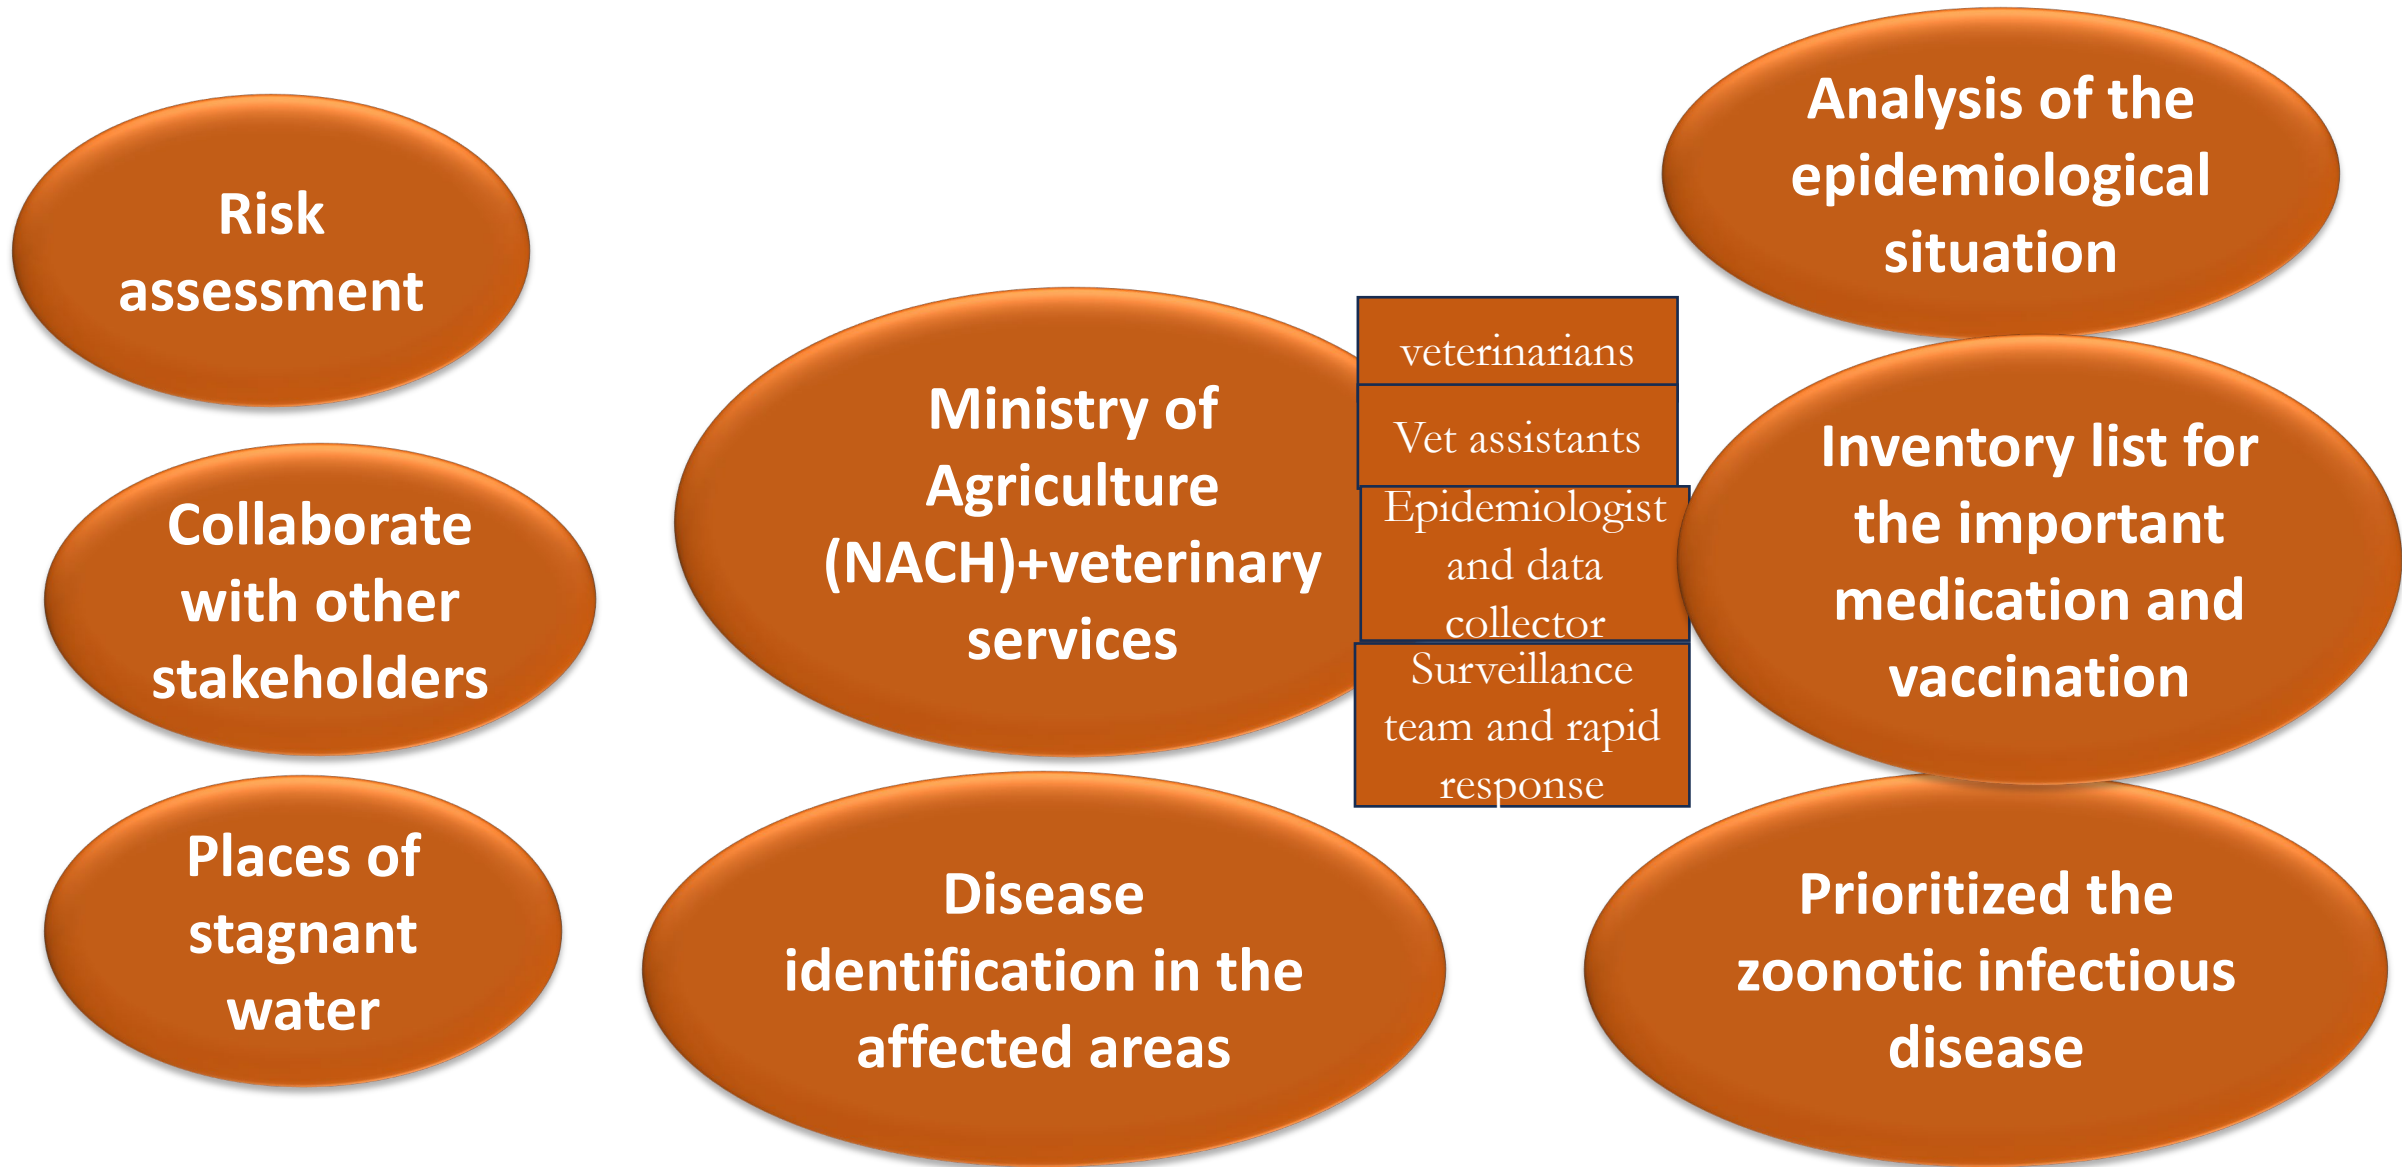 Risk
assessment
Collaborate
with other
stakeholders
Places of
stagnant
water
Ministry of
Agriculture
(NACH)+veterinary
services
veterinarians
Vet assistants
Epidemiologist
and data
collector
Surveillance
team and rapid
response
Disease
identification in the
affected areas
Analysis of the
epidemiological
situation
Inventory list for
the important
medication and
vaccination
Prioritized the
zoonotic infectious
disease